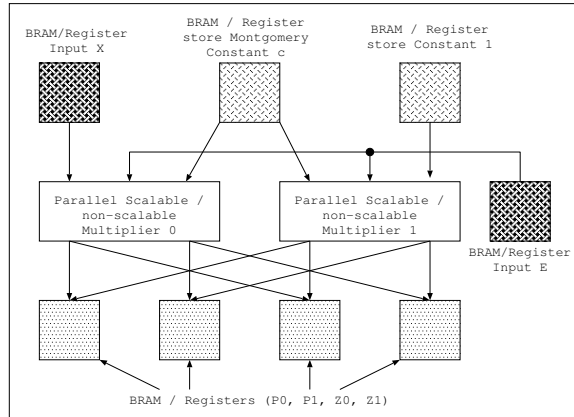 BRAM/Register
Input X
BRAM / Register
store Montgomery
Constant c
BRAM / Register
store Constant 1
Parallel Scalable /
non-scalable
Multiplier 0
Parallel Scalable /
non-scalable
Multiplier 1
BRAM/Register
Input E
BRAM / Registers (P0, P1, Z0, Z1)